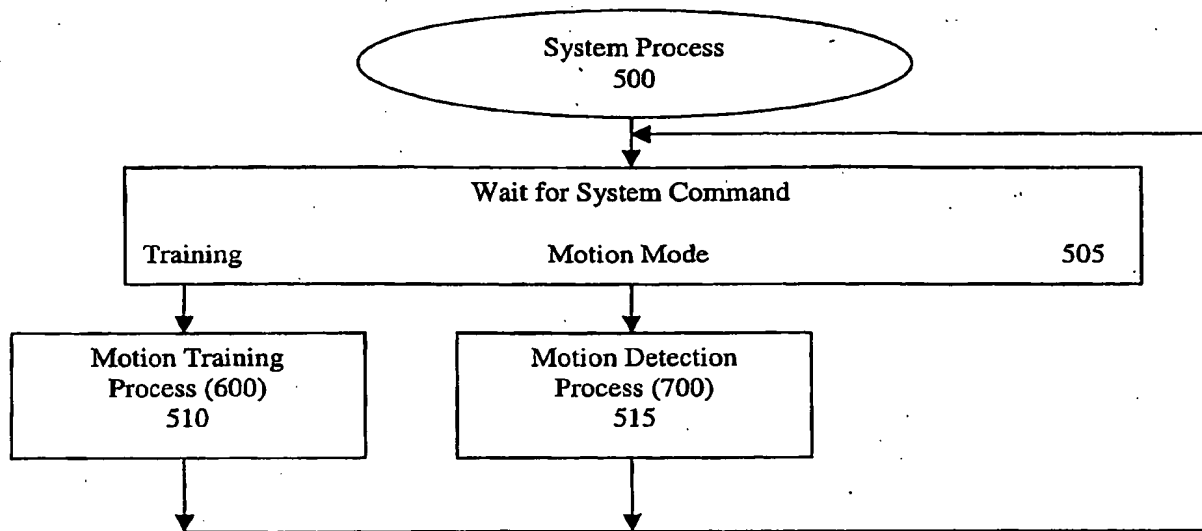 System Process
500
Wait for System Command
Training Motion Mode 505
Motion Training
Process (600)
510
Motion Detection
Process (700)
515